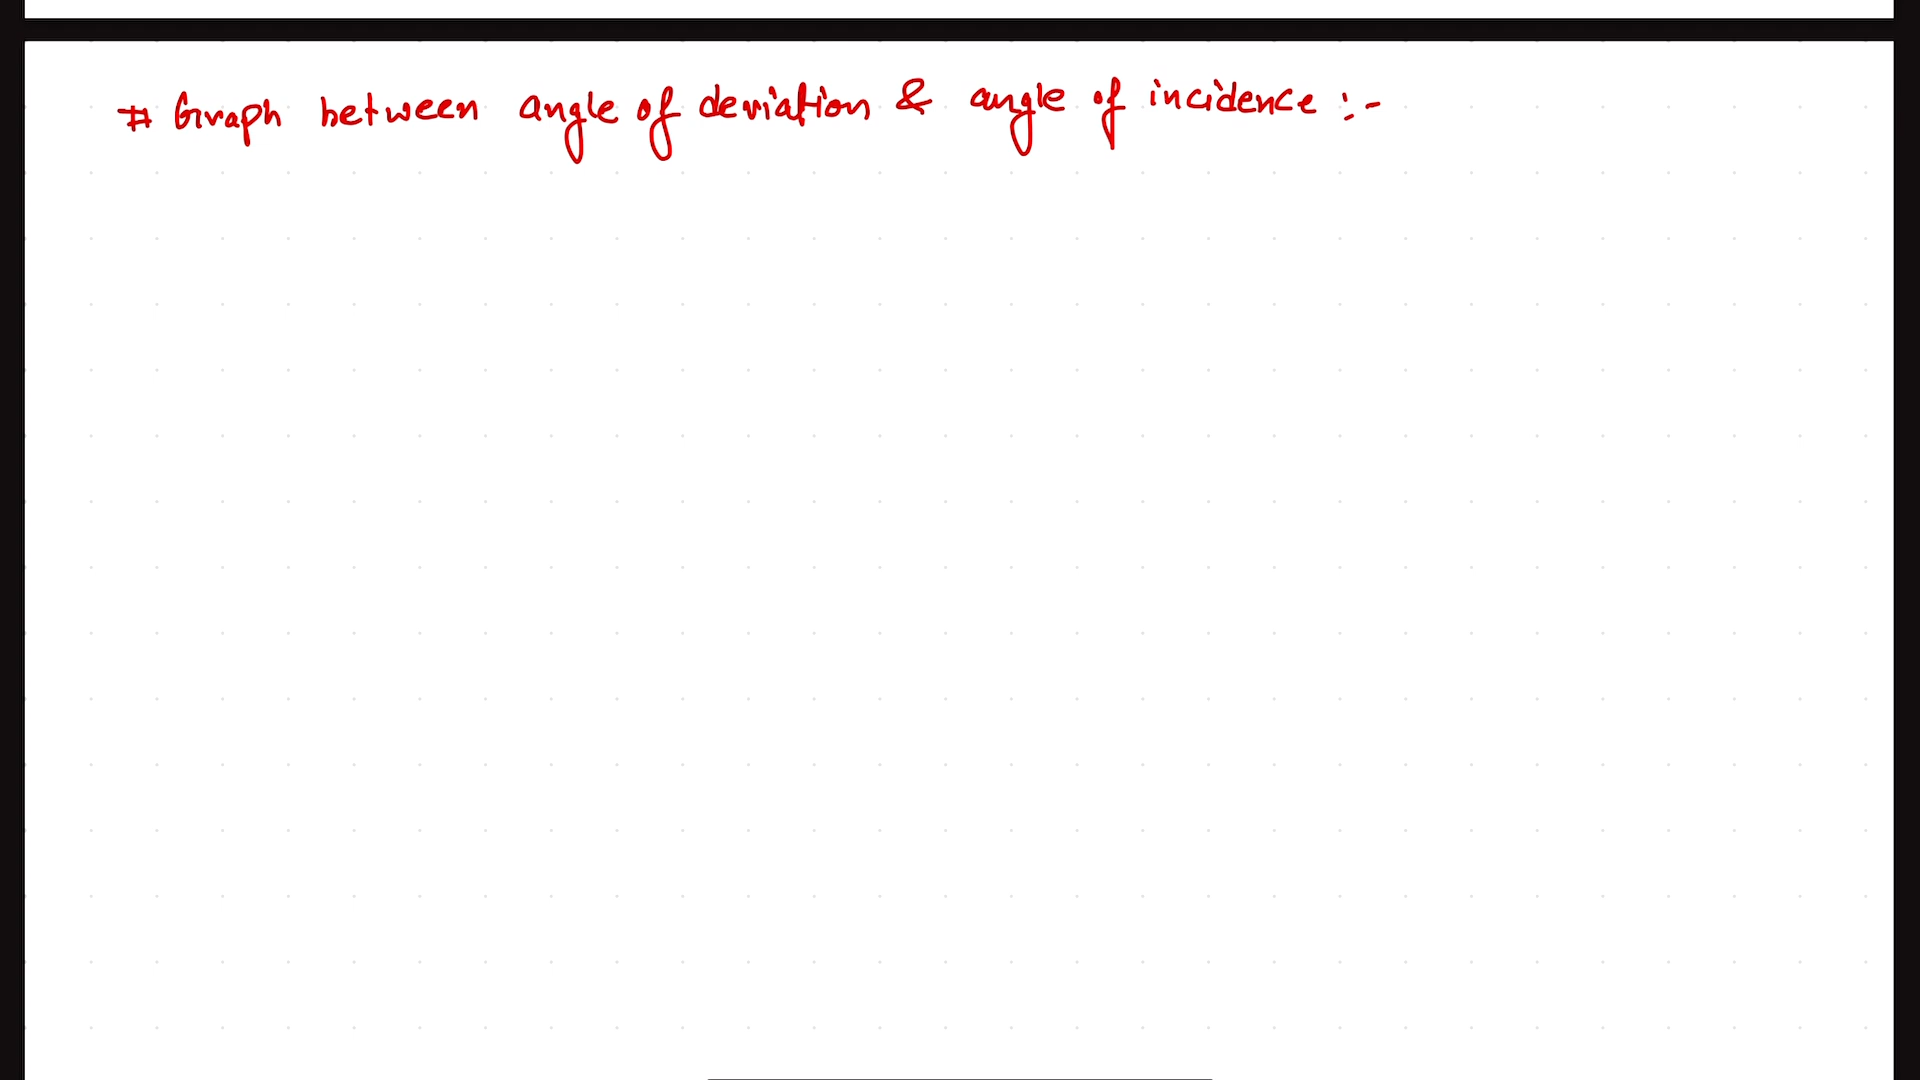 # Graph between angle of deviation & angle of incidence :-